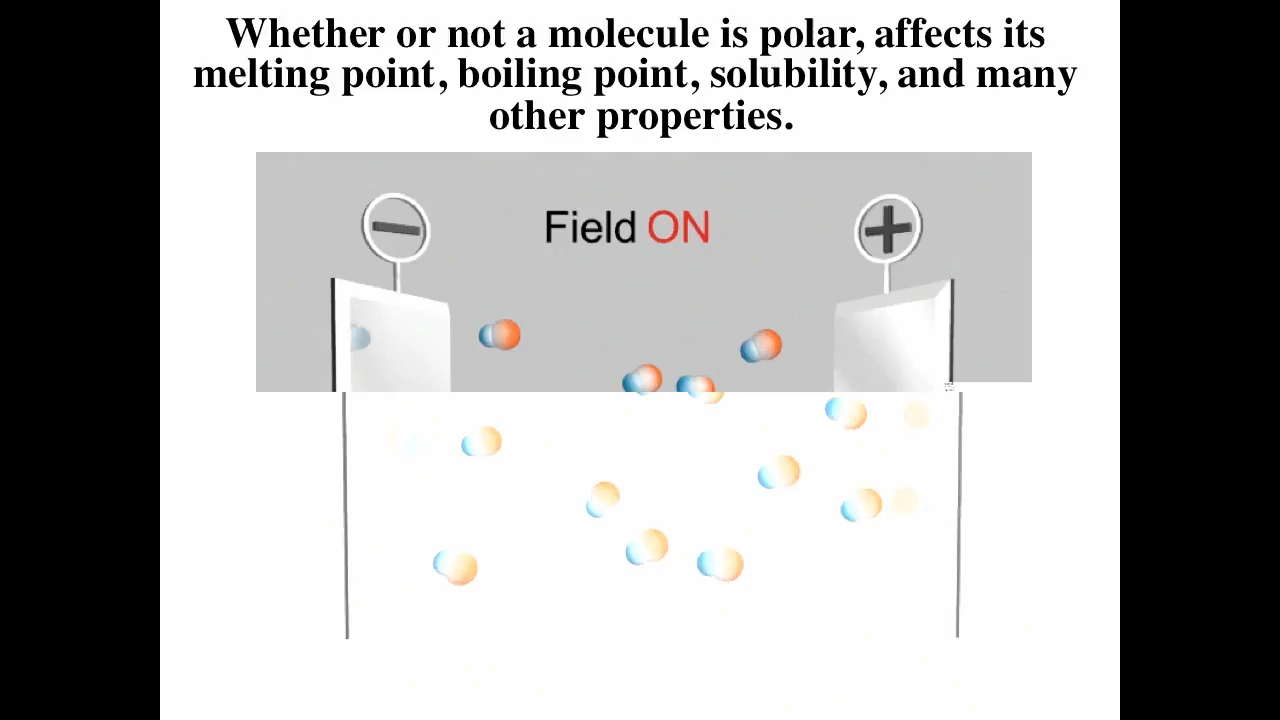 Whether or not a molecule is polar, affects its
melting point, boiling point, solubility, and many
other properties.
− Field ON +